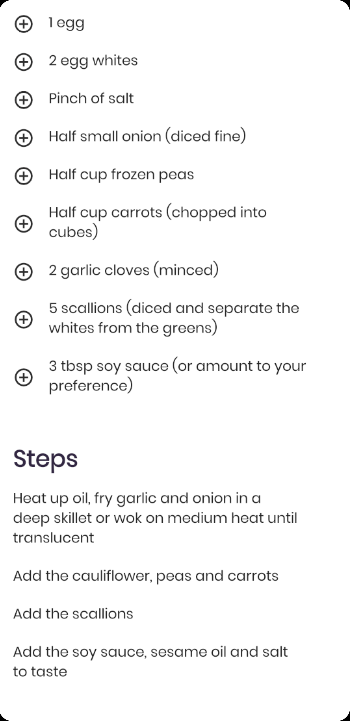 1 egg
2 egg whites
Pinch of salt
Half small onion (diced fine)
Half cup frozen peas
Half cup carrots (chopped into
cubes)
2 garlic cloves (minced)
5 scallions (diced and separate the
whites from the greens)
3 tbsp soy sauce (or amount to your
preference)
Steps
Heat up oil, fry garlic and onion in a
deep skillet or wok on medium heat until
translucent
Add the cauliflower, peas and carrots
Add the scallions
Add the soy sauce, sesame oil and salt
to taste